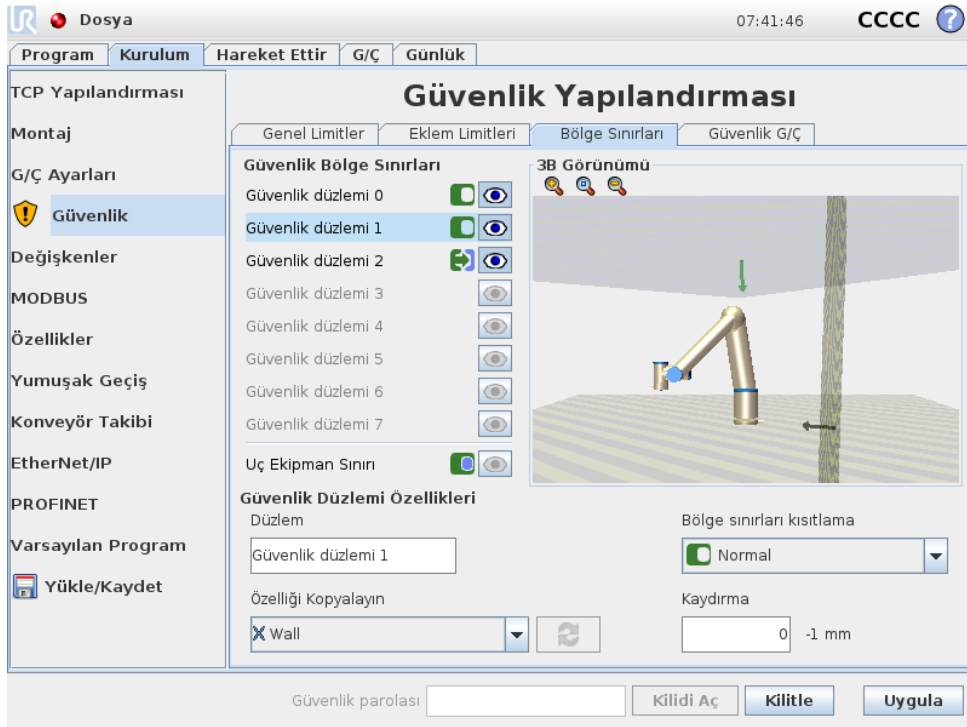 UR Dosya 07:41:46 CCCC ?
Program Kurulum Hareket Ettir G/Ç Günlük
TCP Yapılandırması
Montaj
G/Ç Ayarları
Güvenlik
Değişkenler
MODBUS
Özellikler
Yumuşak Geçiş
Konveyör Takibi
EtherNet/IP
PROFINET
Varsayılan Program
Yükle/Kaydet
Güvenlik Yapılandırması
Genel Limitler Eklem Limitleri Bölge Sınırları Güvenlik G/Ç
Güvenlik Bölge Sınırları
Güvenlik düzlemi 0
Güvenlik düzlemi 1
Güvenlik düzlemi 2
Güvenlik düzlemi 3
Güvenlik düzlemi 4
Güvenlik düzlemi 5
Güvenlik düzlemi 6
Güvenlik düzlemi 7
Uç Ekipman Sınırı
3B Görünümü
Güvenlik Düzlemi Özellikleri
Düzlem
Güvenlik düzlemi 1
Bölge sınırları kısıtlama
Normal
Özelliği Kopyalayın
Wall
Kaydırma
0 -1 mm
Güvenlik parolası Kilidi Aç Kilitle Uygula